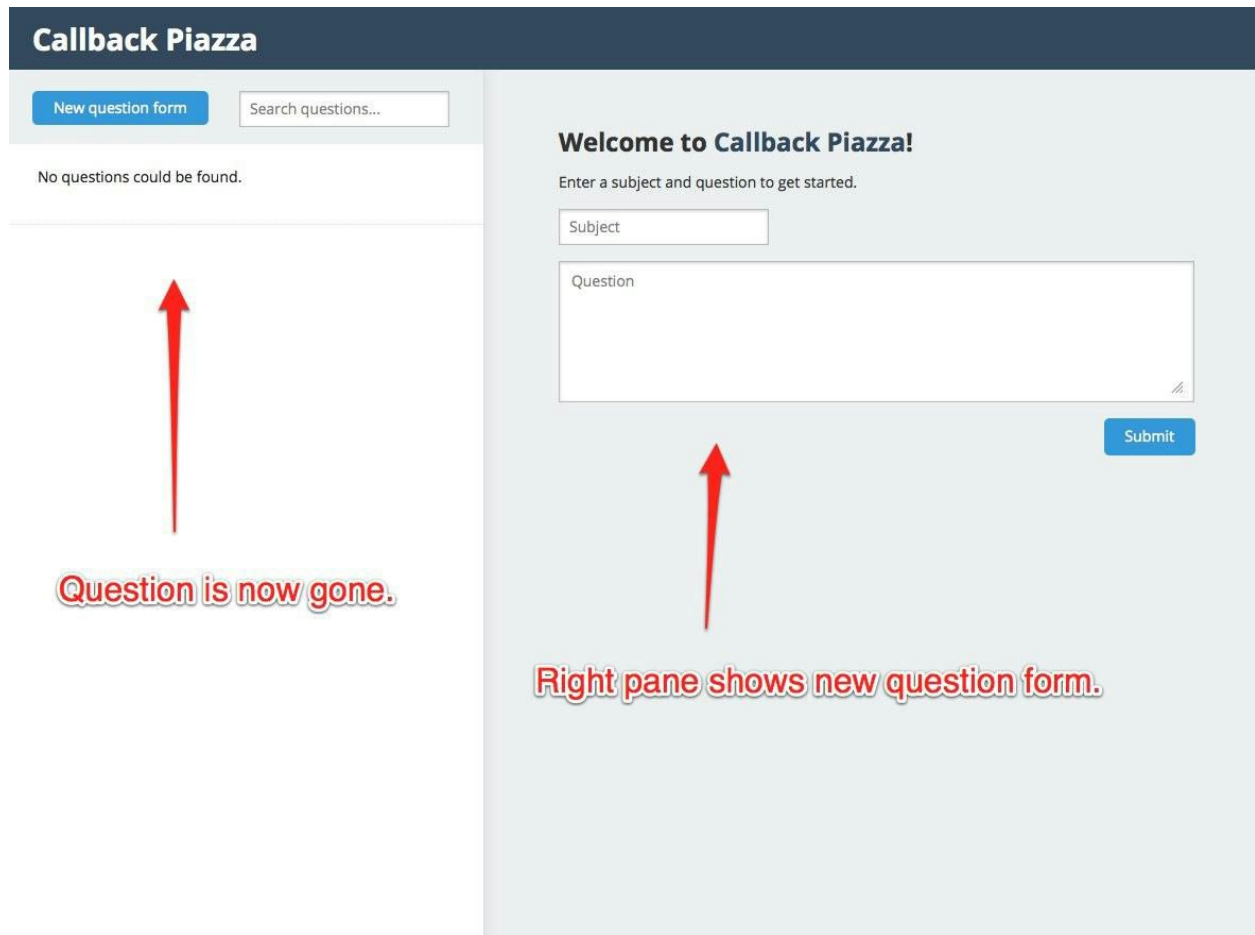 Callback Piazza
New question form
Search questions...
No questions could be found.
Question is now gone.
Welcome to Callback Piazza!
Enter a subject and question to get started.
Subject
Question
Submit
Right pane shows new question form.